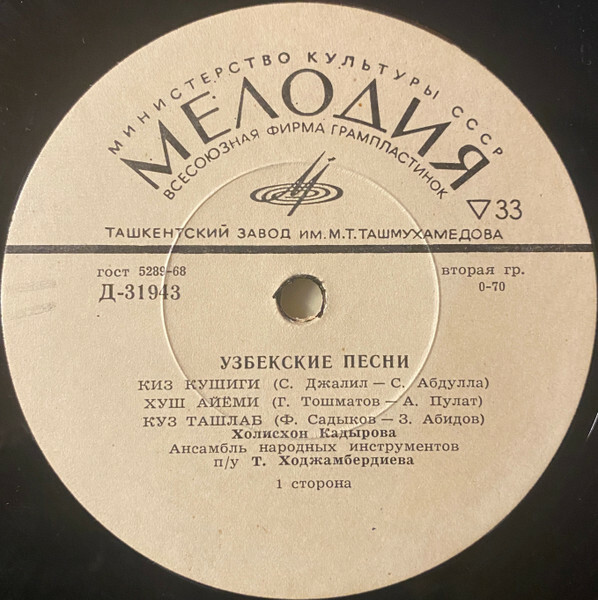 МИНИСТЕРСТВО КУЛЬТУРЫ СССР
МЕЛОДИЯ
ВСЕСОЮЗНАЯ ФИРМА ГРАМПЛАСТИНОК
33
ТАШКЕНТСКИЙ ЗАВОД ИМ. М.Т. ТАШМУХАМЕДОВА
гост 5289-68 вторая гр.
Д-31943 0-70
УЗБЕКСКИЕ ПЕСНИ
КИЗ КУШИГИ (С. Джалил — С. Абдулла)
ХУШ АЙЁМИ (Г. Тошматов — А. Пулат)
КУЗ ТАШЛАБ (Ф. Садыков — З. Абидов)
Холисхон Кадырова
Ансамбль народных инструментов
п/у Т. Ходжамбердиева
1 сторона